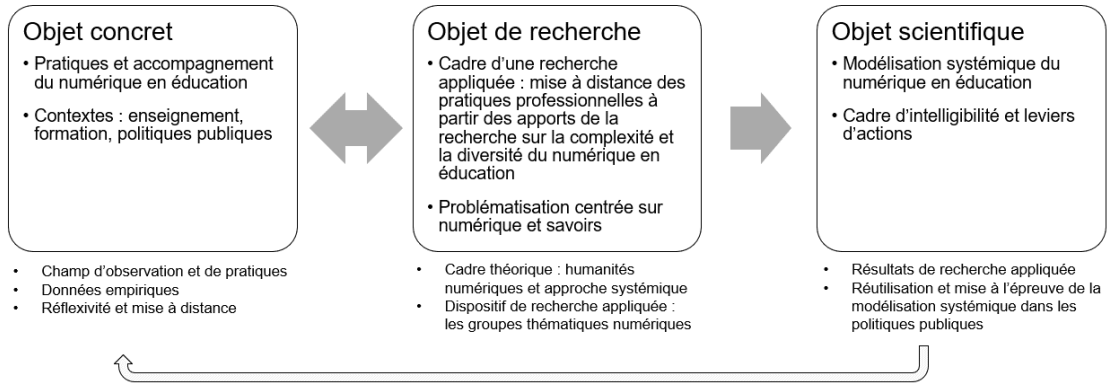 Objet concret
• Pratiques et accompagnement
du numérique en éducation
• Contextes : enseignement,
formation, politiques publiques
• Champ d’observation et de pratiques
• Données empiriques
• Réflexivité et mise à distance
Objet de recherche
• Cadre d’une recherche
appliquée : mise à distance des
pratiques professionnelles à
partir des apports de la
recherche sur la complexité et
la diversité du numérique en
éducation
• Problématisation centrée sur
numérique et savoirs
• Cadre théorique : humanités
numériques et approche systémique
• Dispositif de recherche appliquée :
les groupes thématiques numériques
Objet scientifique
• Modélisation systémique du
numérique en éducation
• Cadre d’intelligibilité et leviers
d’actions
• Résultats de recherche appliquée
• Réutilisation et mise à l’épreuve de la
modélisation systémique dans les
politiques publiques